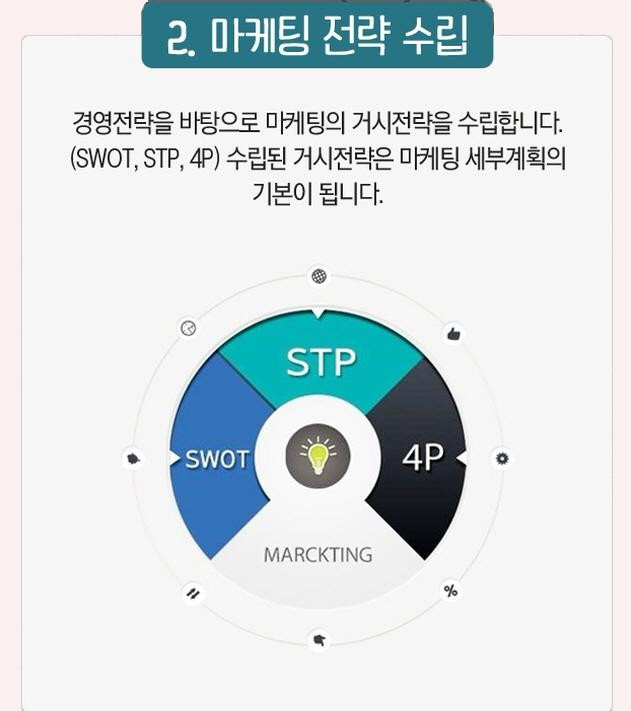 2. 마케팅 전략 수립
경영전략을 바탕으로 마케팅의 거시전략을 수립합니다.
(SWOT, STP, 4P) 수립된 거시전략은 마케팅 세부계획의
기본이 됩니다.
STP
SWOT
4P
MARCKTING
%